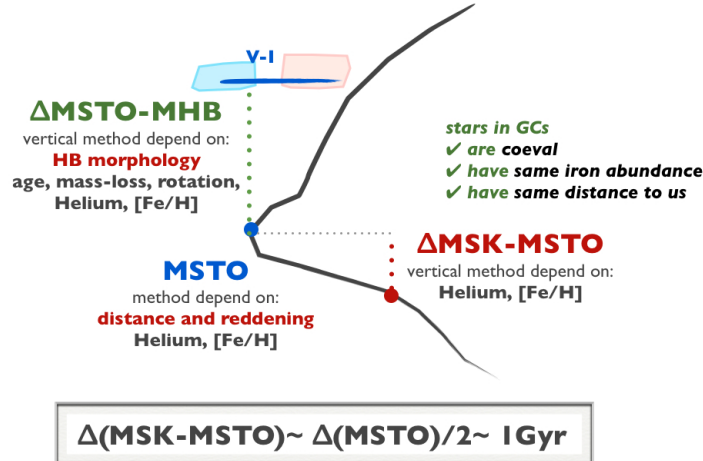 V-I
ΔMSTO-MHB
vertical method depend on:
HB morphology
age, mass-loss, rotation,
Helium, [Fe/H]
stars in GCs
✔ are coeval
✔ have same iron abundance
✔ have same distance to us
MSTO
method depend on:
distance and reddening
Helium, [Fe/H]
ΔMSK-MSTO
vertical method depend on:
Helium, [Fe/H]
Δ(MSK-MSTO)~ Δ(MSTO)/2~ 1Gyr